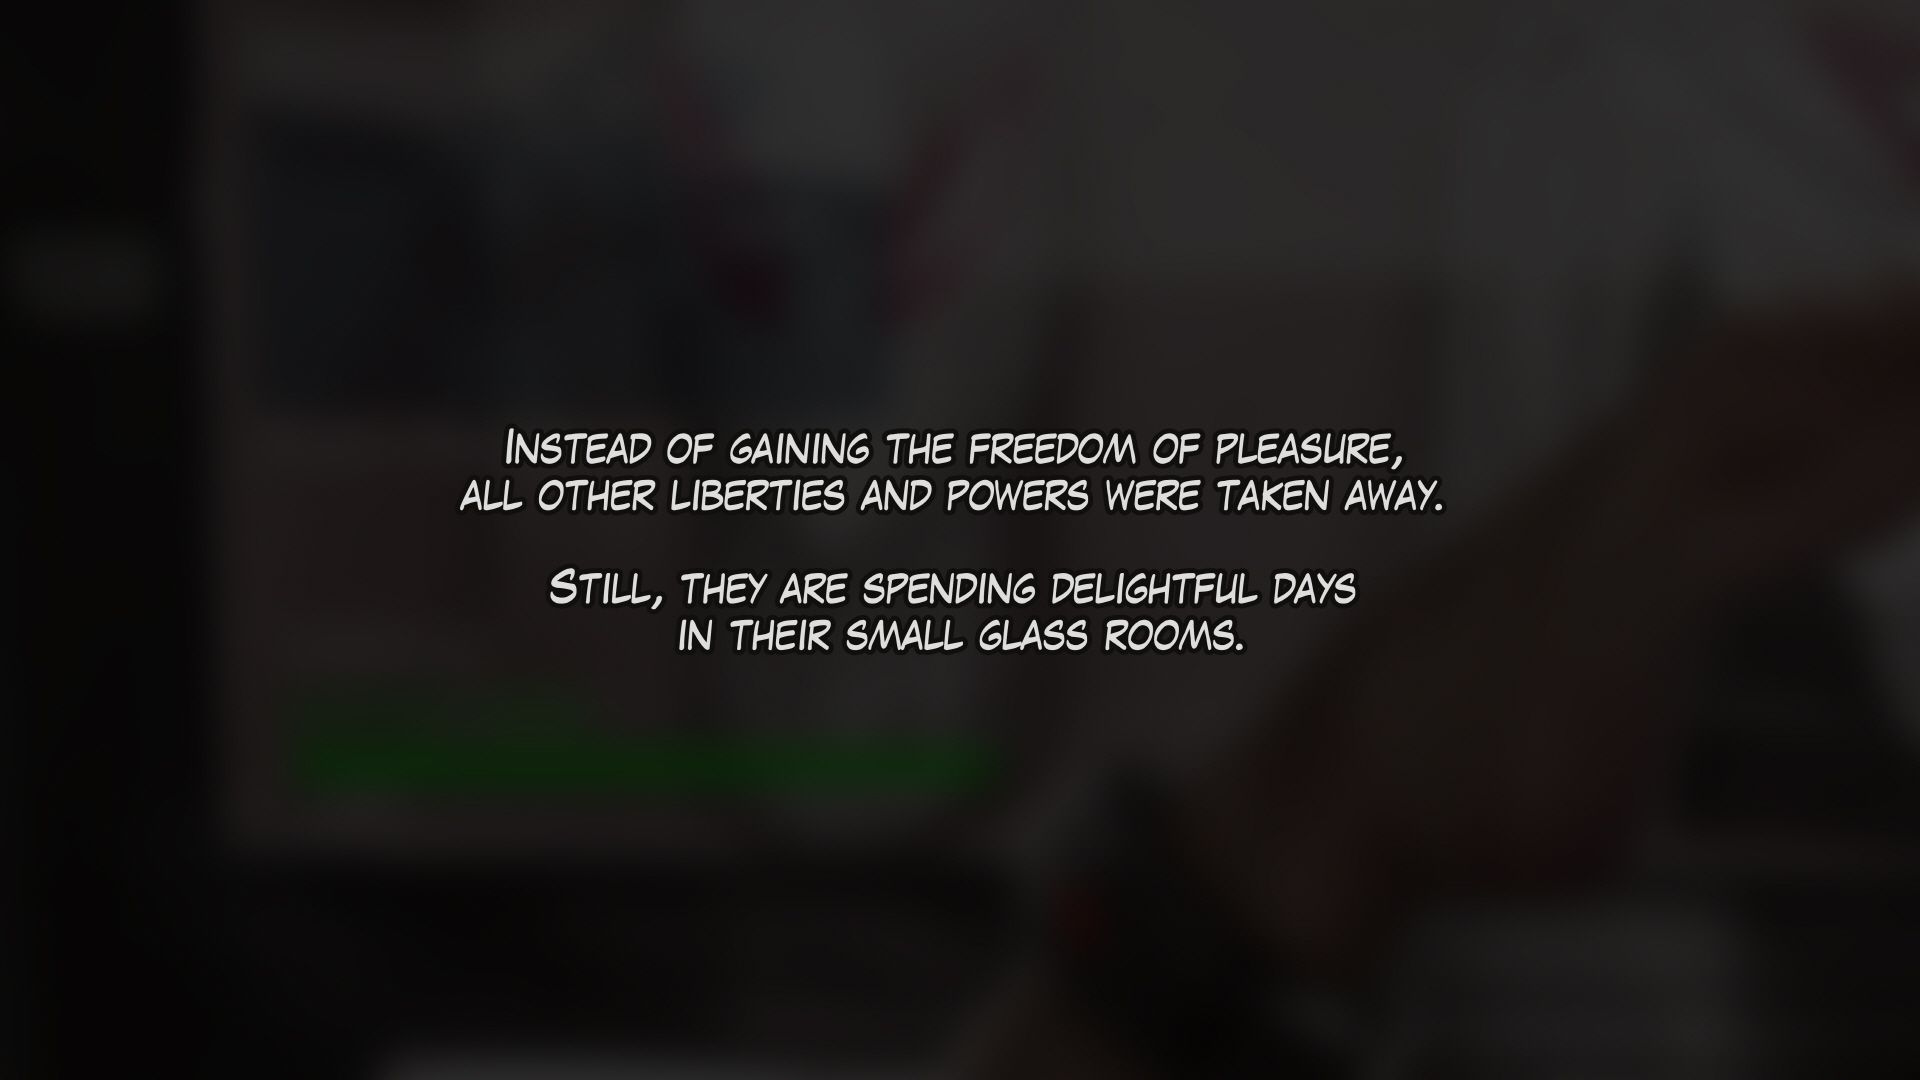 Instead of gaining the freedom of pleasure,
all other liberties and powers were taken away.
Still, they are spending delightful days
in their small glass rooms.